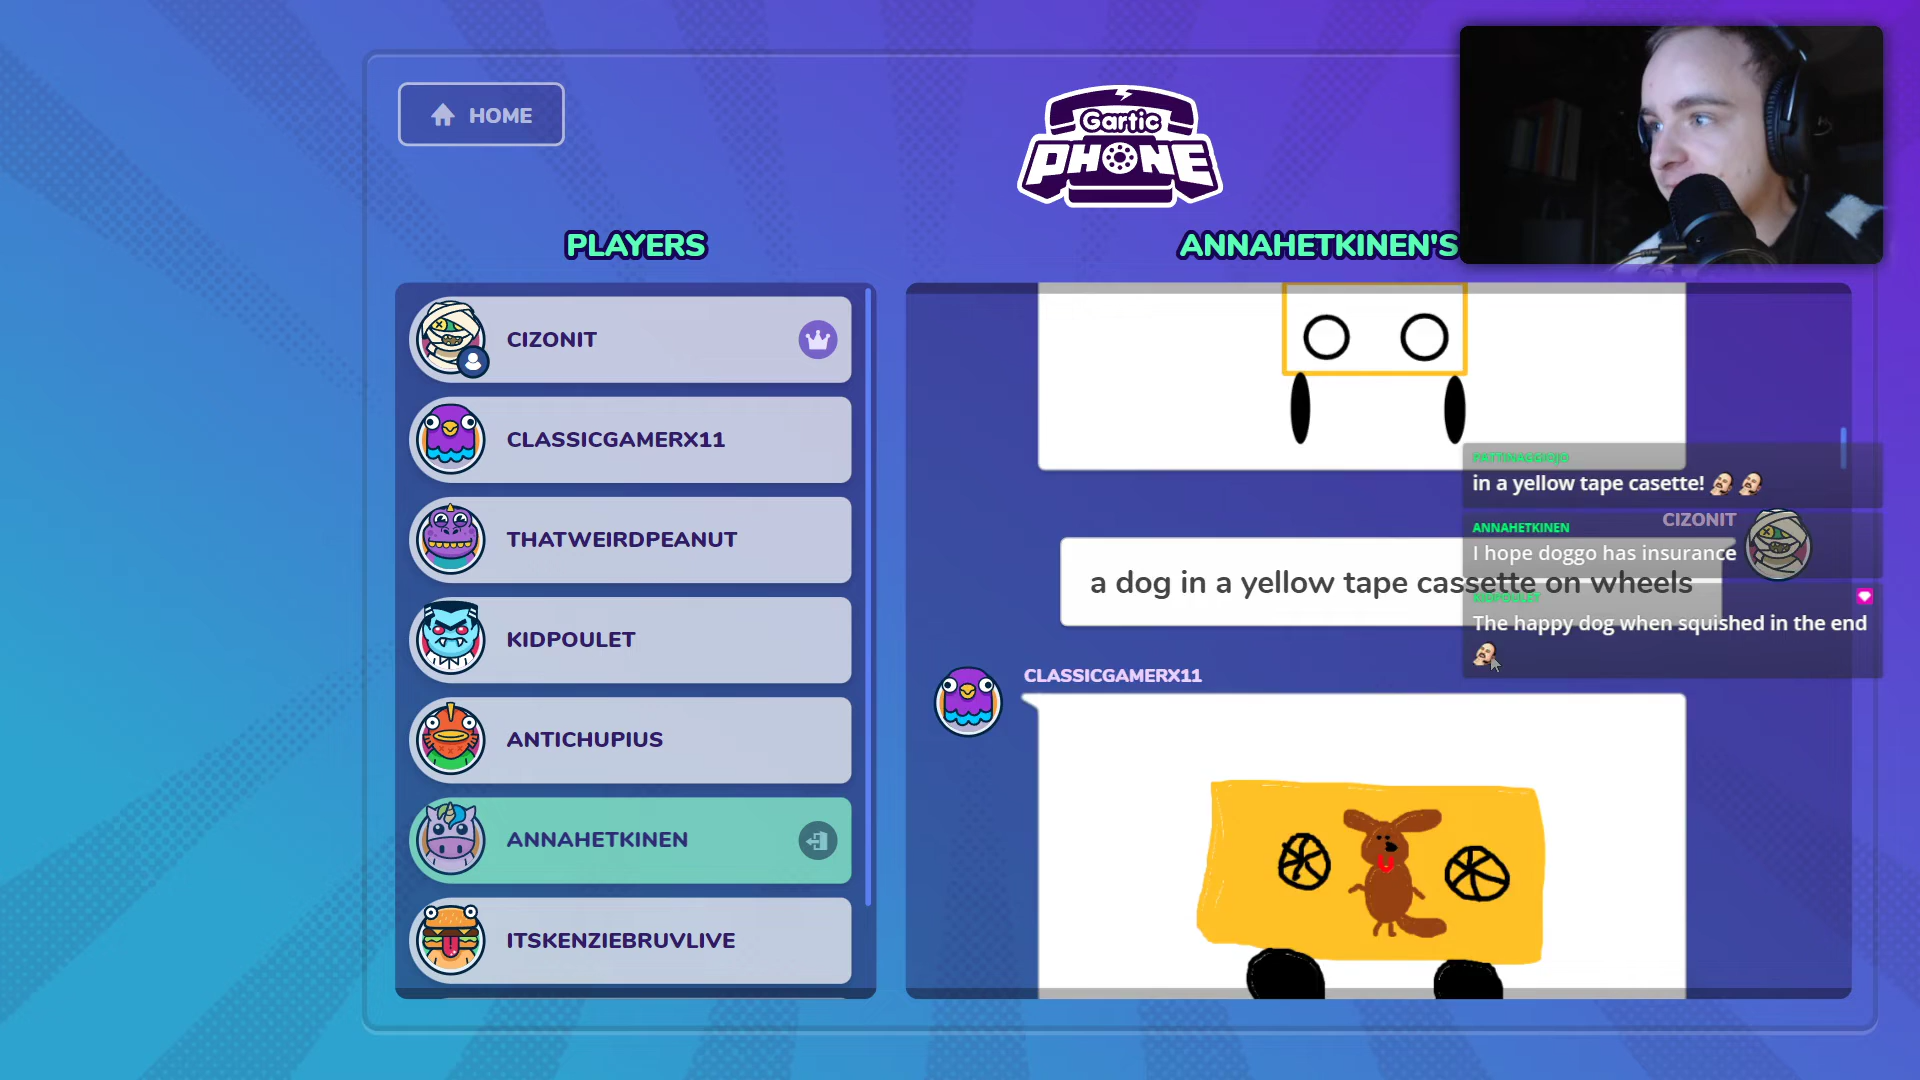 HOME
Gartic
PHONE
PLAYERS
ANNAHETKINEN'S
CIZONIT
CLASSICGAMERX11
THATWEIRDPEANUT
KIDPOULET
ANTICHUPIUS
ANNAHETKINEN
ITSKENZIEBRUVLIVE
in a yellow tape casette!
CIZONIT
ANNAHETKINEN
I hope doggo has insurance
a dog in a yellow tape cassette on wheels
KIDPOULET
The happy dog when squished in the end
CLASSICGAMERX11